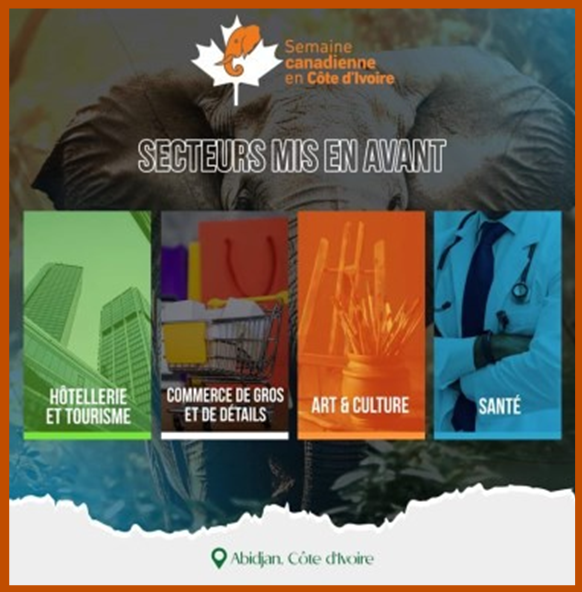 Semaine
canadienne
en Côte d'Ivoire
SECTEURS MIS EN AVANT
HÔTELLERIE
ET TOURISME
COMMERCE DE GROS
ET DE DÉTAILS
ART & CULTURE
SANTÉ
Abidjan, Côte d'Ivoire